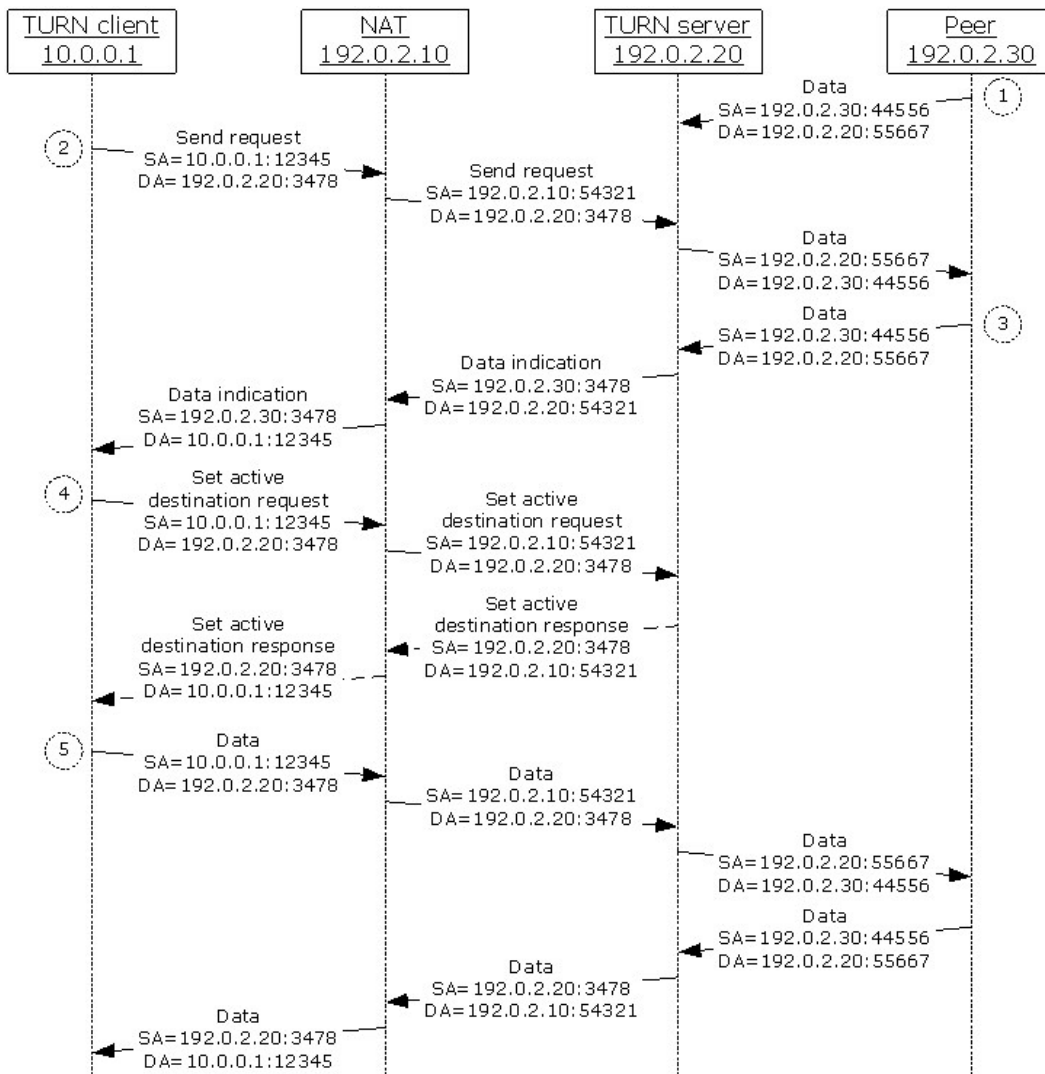 TURN client
10.0.0.1
NAT
192.0.2.10
TURN server
192.0.2.20
Peer
192.0.2.30
Data
SA=192.0.2.30:44556
DA=192.0.2.20:55667
1
2
Send request
SA=10.0.0.1:12345
DA=192.0.2.20:3478
Send request
SA=192.0.2.10:54321
DA=192.0.2.20:3478
Data
SA=192.0.2.20:55667
DA=192.0.2.30:44556
Data
SA=192.0.2.30:44556
DA=192.0.2.20:55667
3
Data indication
SA=192.0.2.30:3478
DA=192.0.2.20:54321
Data indication
SA=192.0.2.30:3478
DA=10.0.0.1:12345
4
Set active
destination request
SA=10.0.0.1:12345
DA=192.0.2.20:3478
Set active
destination request
SA=192.0.2.10:54321
DA=192.0.2.20:3478
Set active
destination response
SA=192.0.2.20:3478
DA=192.0.2.10:54321
Set active
destination response
SA=192.0.2.20:3478
DA=10.0.0.1:12345
5
Data
SA=10.0.0.1:12345
DA=192.0.2.20:3478
Data
SA=192.0.2.10:54321
DA=192.0.2.20:3478
Data
SA=192.0.2.20:55667
DA=192.0.2.30:44556
Data
SA=192.0.2.30:44556
DA=192.0.2.20:55667
Data
SA=192.0.2.20:3478
DA=192.0.2.10:54321
Data
SA=192.0.2.20:3478
DA=10.0.0.1:12345